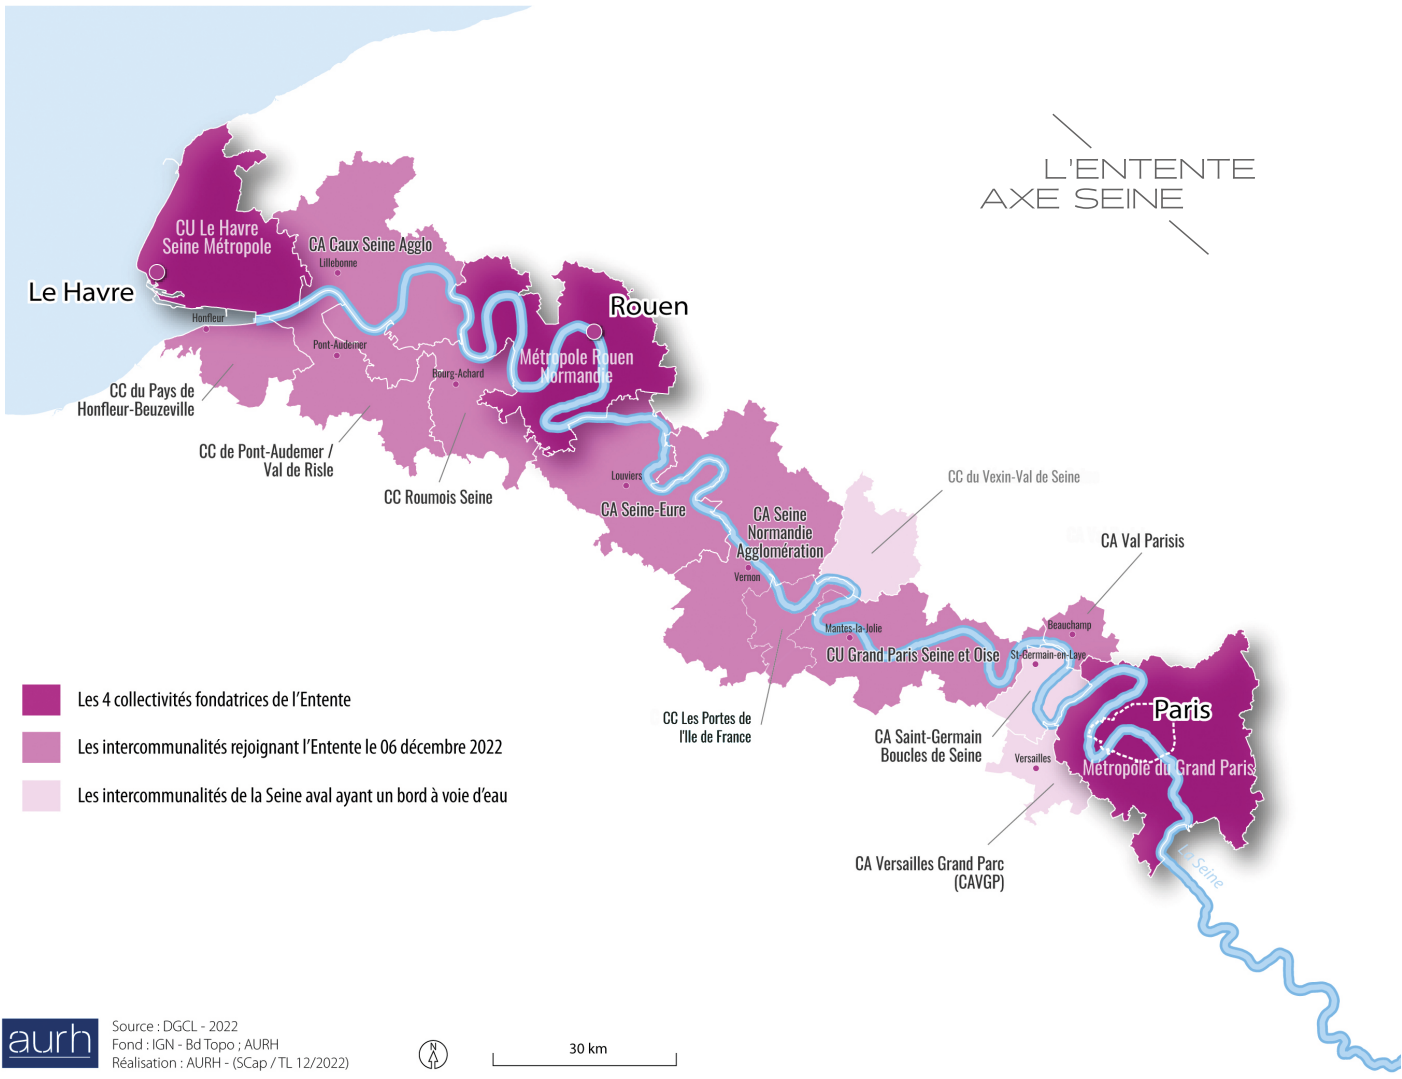 L'ENTENTE
AXE SEINE
CU Le Havre
Seine Métropole
CA Caux Seine Agglo
Lillebonne
Le Havre
Rouen
Honfleur
Pont-Audemer
Métropole Rouen
Normandie
Bourg-Achard
CC du Pays de
Honfleur-Beuzeville
CC de Pont-Audemer /
Val de Risle
CC Roumois Seine
Louviers
CA Seine-Eure
CA Seine
Normandie
Agglomération
Vernon
CC du Vexin-Val de Seine
CA Val Parisis
Mantes-la-Jolie
Beauchamp
CU Grand Paris Seine et Oise
St-Germain-en-Laye
CC Les Portes de
l'Ile de France
CA Saint-Germain
Boucles de Seine
Paris
Versailles
Métropole du Grand Paris
CA Versailles Grand Parc
(CAVGP)
La Seine
Les 4 collectivités fondatrices de l'Entente
Les intercommunalités rejoignant l'Entente le 06 décembre 2022
Les intercommunalités de la Seine aval ayant un bord à voie d'eau
aurh
Source : DGCL - 2022
Fond : IGN - Bd Topo ; AURH
Réalisation : AURH - (SCap / TL 12/2022)
N
30 km